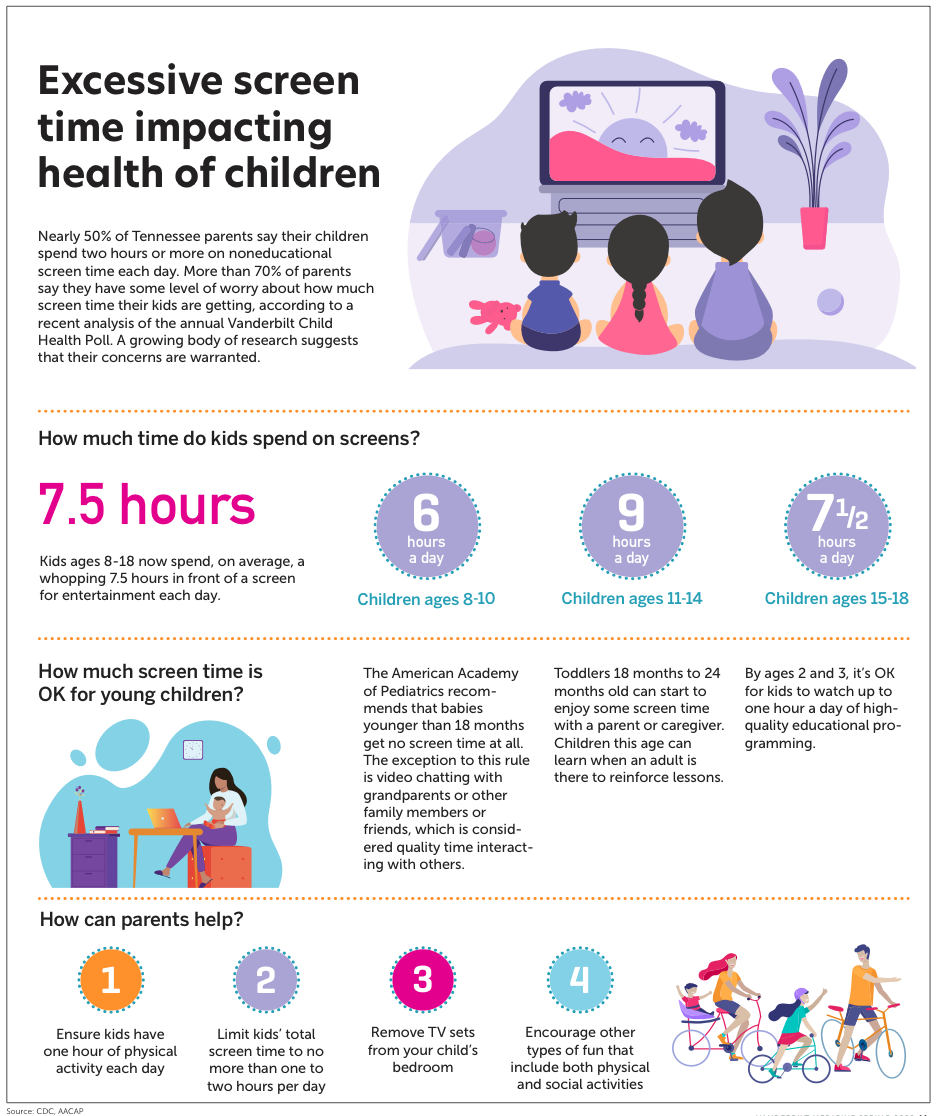 Excessive screen
time impacting
health of children
Nearly 50% of Tennessee parents say their children
spend two hours or more on noneducational
screen time each day. More than 70% of parents
say they have some level of worry about how much
screen time their kids are getting, according to a
recent analysis of the annual Vanderbilt Child
Health Poll. A growing body of research suggests
that their concerns are warranted.
How much time do kids spend on screens?
7.5 hours
Kids ages 8-18 now spend, on average, a
whopping 7.5 hours in front of a screen
for entertainment each day.
6
hours
a day
Children ages 8-10
9
hours
a day
Children ages 11-14
7 1/2
hours
a day
Children ages 15-18
How much screen time is
OK for young children?
The American Academy
of Pediatrics recom-
mends that babies
younger than 18 months
get no screen time at all.
The exception to this rule
is video chatting with
grandparents or other
family members or
friends, which is consid-
ered quality time interact-
ing with others.
Toddlers 18 months to 24
months old can start to
enjoy some screen time
with a parent or caregiver.
Children this age can
learn when an adult is
there to reinforce lessons.
By ages 2 and 3, it's OK
for kids to watch up to
one hour a day of high-
quality educational pro-
gramming.
How can parents help?
1
Ensure kids have
one hour of physical
activity each day
2
Limit kids' total
screen time to no
more than one to
two hours per day
3
Remove TV sets
from your child's
bedroom
4
Encourage other
types of fun that
include both physical
and social activities
Source: CDC, AACAP